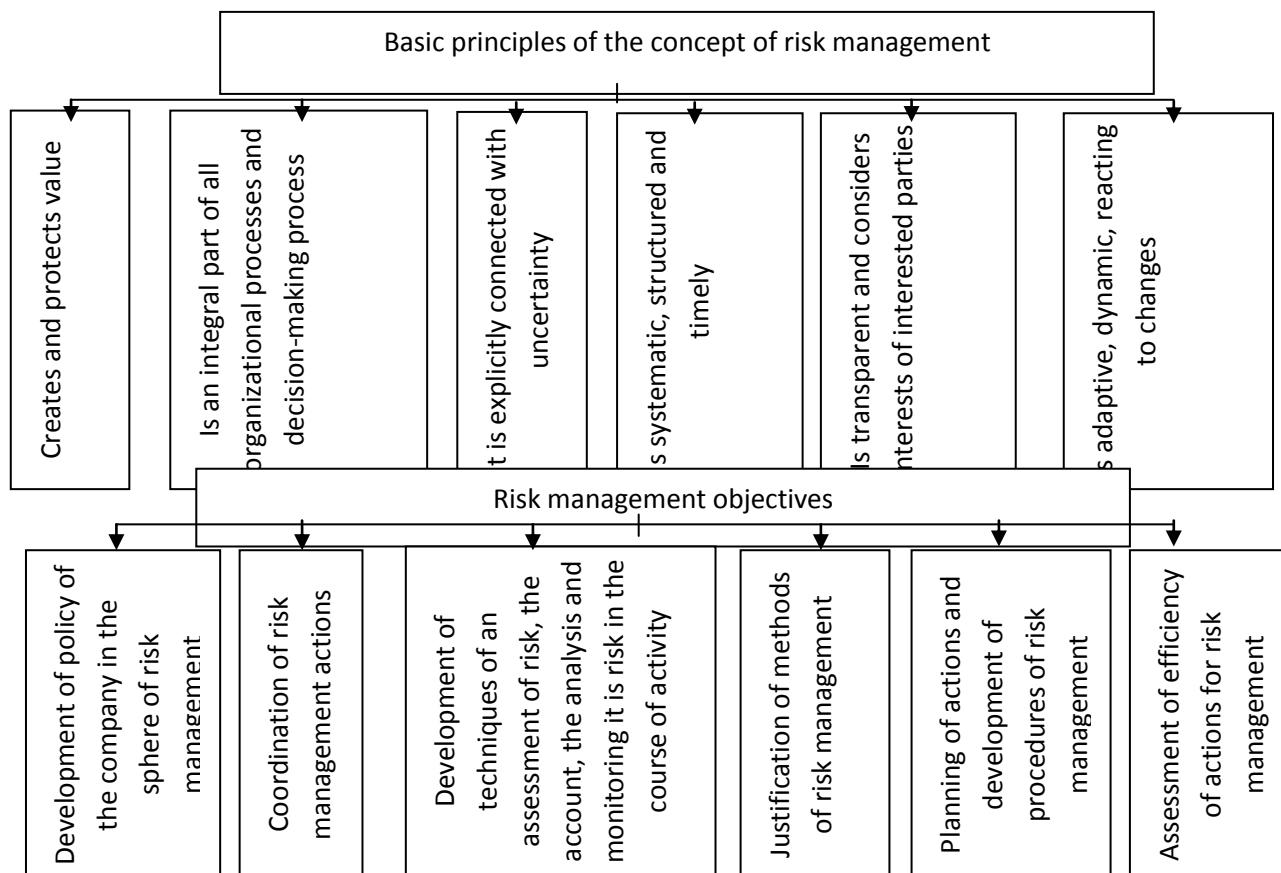 Basic principles of the concept of risk management
Creates and protects value
Is an integral part of all
organizational processes and
decision-making process
t is explicitly connected with
uncertainty
s systematic, structured and
timely
Is transparent and considers
nterests of interested parties
s adaptive, dynamic, reacting
to changes
Risk management objectives
Development of policy of
the company in the
sphere of risk
management
Coordination of risk
management actions
Development of
techniques of an
assessment of risk, the
account, the analysis and
monitoring it is risk in the
course of activity
Justification of methods
of risk management
Planning of actions and
development of
procedures of risk
management
Assessment of efficiency
of actions for risk
management